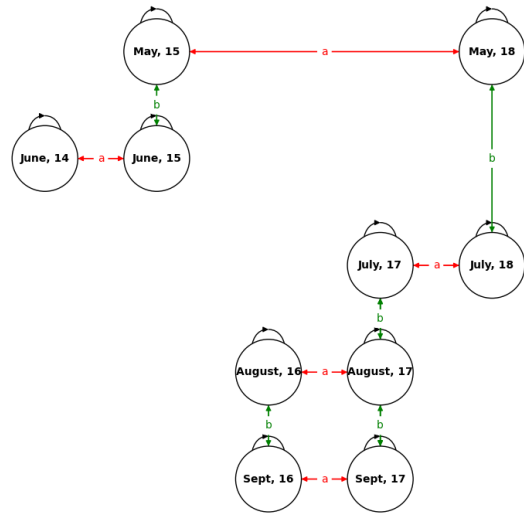 May, 15 a May, 18
b
June, 14 a June, 15 b
July, 17 a July, 18
b
August, 16 a August, 17
b b
Sept, 16 a Sept, 17